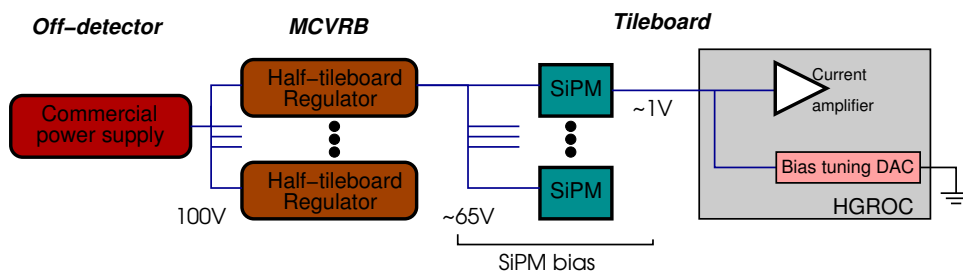 Off-detector
MCVRB
Tileboard
Commercial
power supply
Half-tileboard
Regulator
Half-tileboard
Regulator
SiPM
SiPM
Current
amplifier
Bias tuning DAC
HGROC
100V
~65V
~1V
SiPM bias